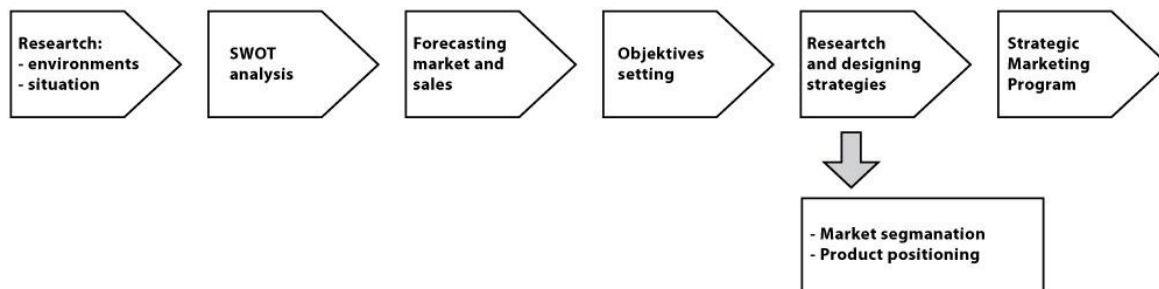 Researtch:
- environments
- situation
SWOT
analysis
Forecasting
market and
sales
Objektives
setting
Researtch
and designing
strategies
Strategic
Marketing
Program
- Market segmanation
- Product positioning